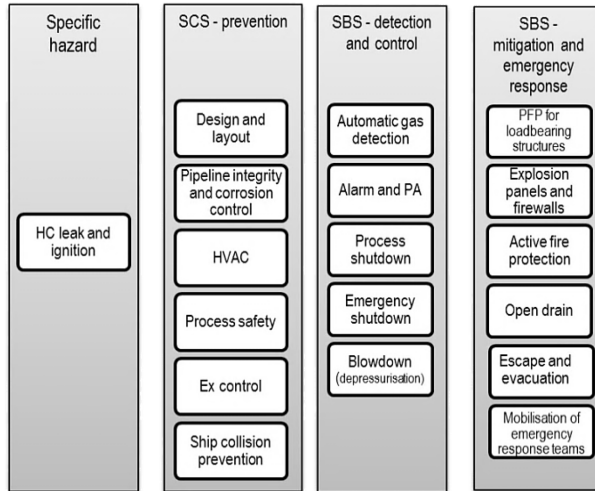 Specific
hazard
HC leak and
ignition
SCS - prevention
Design and
layout
Pipeline integrity
and corrosion
control
HVAC
Process safety
Ex control
Ship collision
prevention
SBS - detection
and control
Automatic gas
detection
Alarm and PA
Process
shutdown
Emergency
shutdown
Blowdown
(depressurisation)
SBS -
mitigation and
emergency
response
PFP for
loadbearing
structures
Explosion
panels and
firewalls
Active fire
protection
Open drain
Escape and
evacuation
Mobilisation of
emergency
response teams